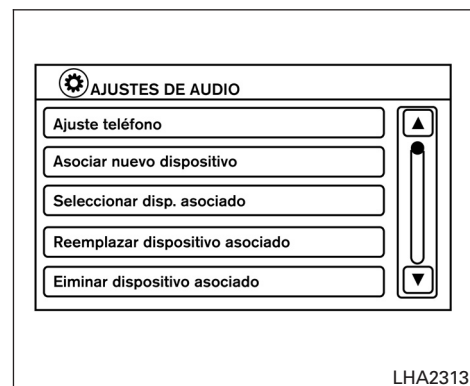 AJUSTES DE AUDIO
Ajuste teléfono
Asociar nuevo dispositivo
Seleccionar disp. asociado
Reemplazar dispositivo asociado
Eiminar dispositivo asociado
LHA2313